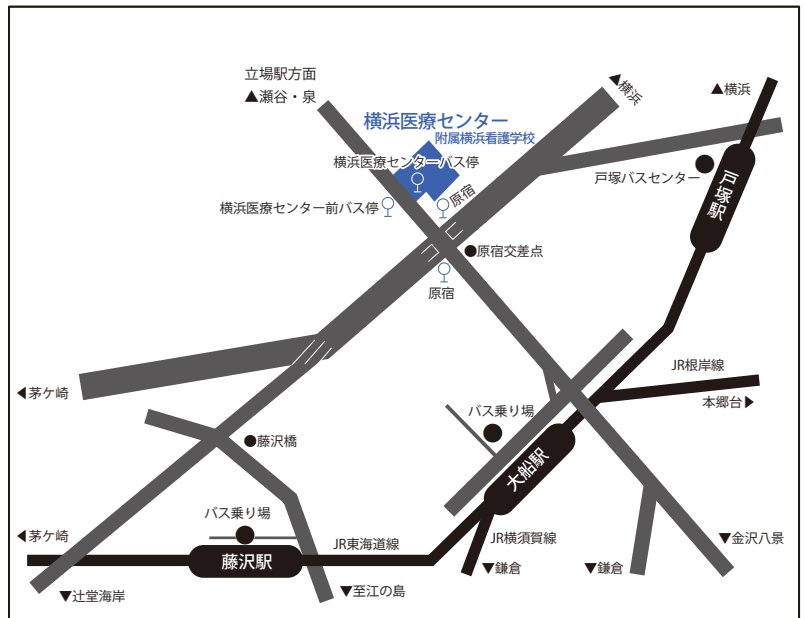 立場駅方面
▲瀬谷・泉
▲横浜
▲横浜
横浜医療センター
附属横浜看護学校
横浜医療センターバス停
戸塚バスセンター
戸塚駅
原宿
横浜医療センター前バス停
●原宿交差点
原宿
JR根岸線
◀茅ケ崎
本郷台▶
バス乗り場
●藤沢橋
大船駅
バス乗り場
◀茅ケ崎
JR東海道線
JR横須賀線
▼金沢八景
藤沢駅
▼鎌倉
▼鎌倉
▼辻堂海岸
▼至江の島